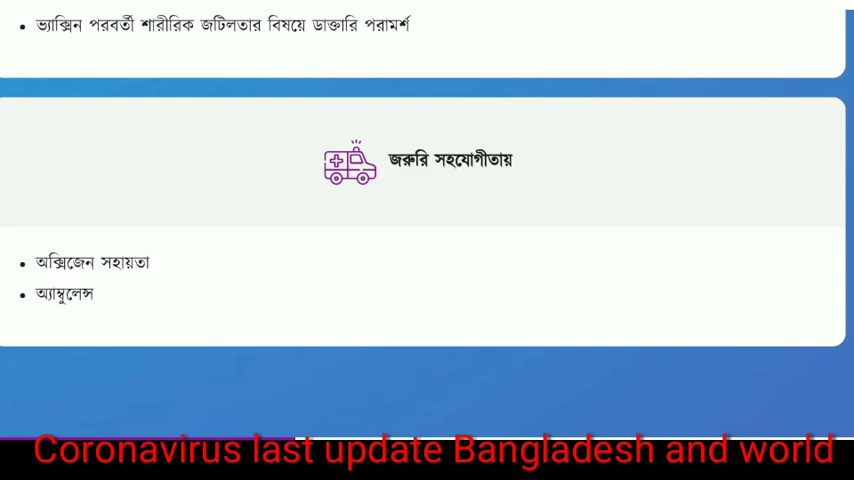 ভ্যাক্সিন পরবর্তী শারীরিক জটিলতার বিষয়ে ডাক্তারি পরামর্শ
জরুরি সহযোগীতায়
অক্সিজেন সহায়তা
অ্যাম্বুলেন্স
Coronavirus last update Bangladesh and world